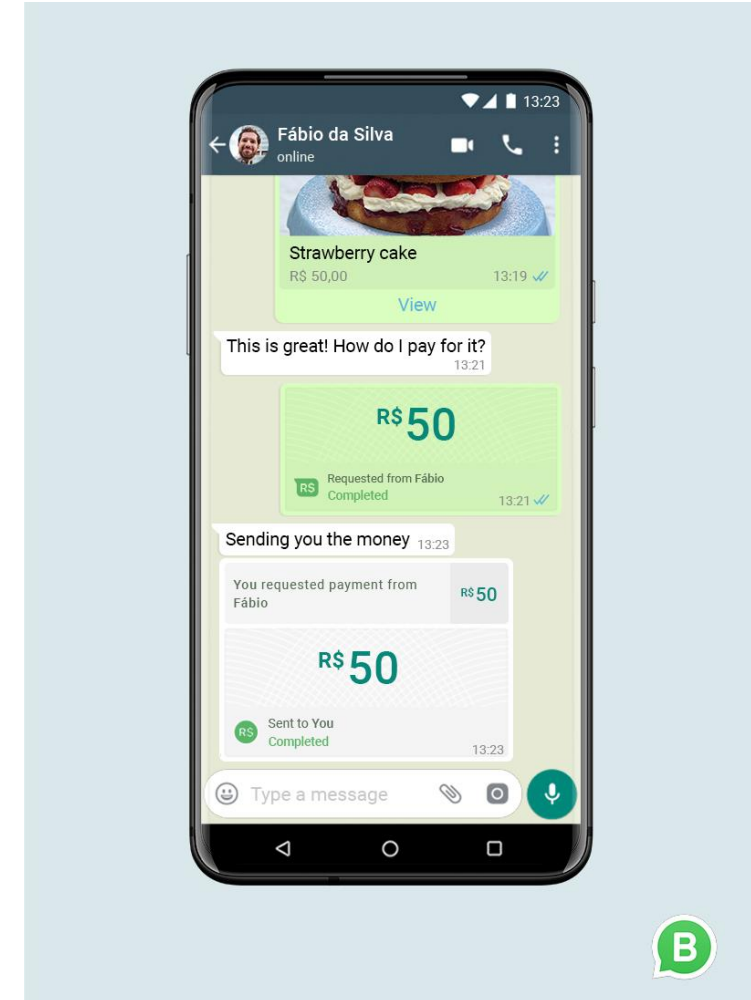 13:23
Fábio da Silva
online
Strawberry cake
R$ 50,00
13:19
View
This is great! How do I pay for it?
13:21
R$ 50
R$
Requested from Fábio
Completed
13:21
Sending you the money
13:23
You requested payment from
Fábio
R$ 50
R$ 50
R$
Sent to You
Completed
13:23
Type a message
B